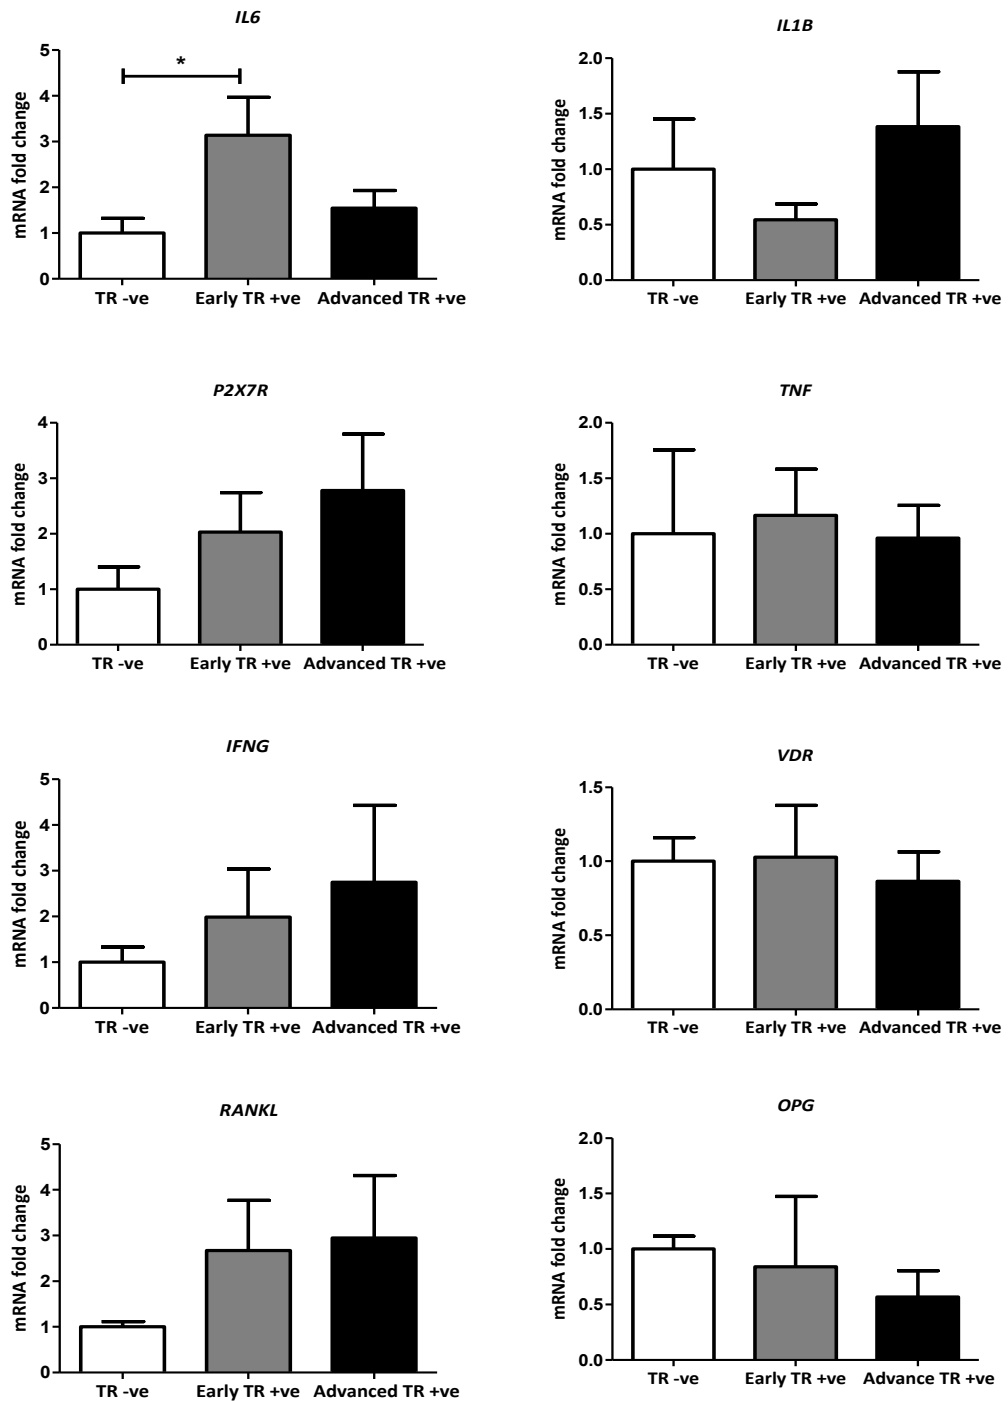 IL6
mRNA fold change
5
4
3
2
1
0
*
TR -ve Early TR +ve Advanced TR +ve
IL1B
mRNA fold change
2.0
1.5
1.0
0.5
0.0
TR -ve Early TR +ve Advanced TR +ve
P2X7R
mRNA fold change
4
3
2
1
0
TR -ve Early TR +ve Advanced TR +ve
TNF
mRNA fold change
2.0
1.5
1.0
0.5
0.0
TR -ve Early TR +ve Advanced TR +ve
IFNG
mRNA fold change
5
4
3
2
1
0
TR -ve Early TR +ve Advanced TR +ve
VDR
mRNA fold change
1.5
1.0
0.5
0.0
TR -ve Early TR +ve Advanced TR +ve
RANKL
mRNA fold change
5
4
3
2
1
0
TR -ve Early TR +ve Advanced TR +ve
OPG
mRNA fold change
2.0
1.5
1.0
0.5
0.0
TR -ve Early TR +ve Advance TR +ve